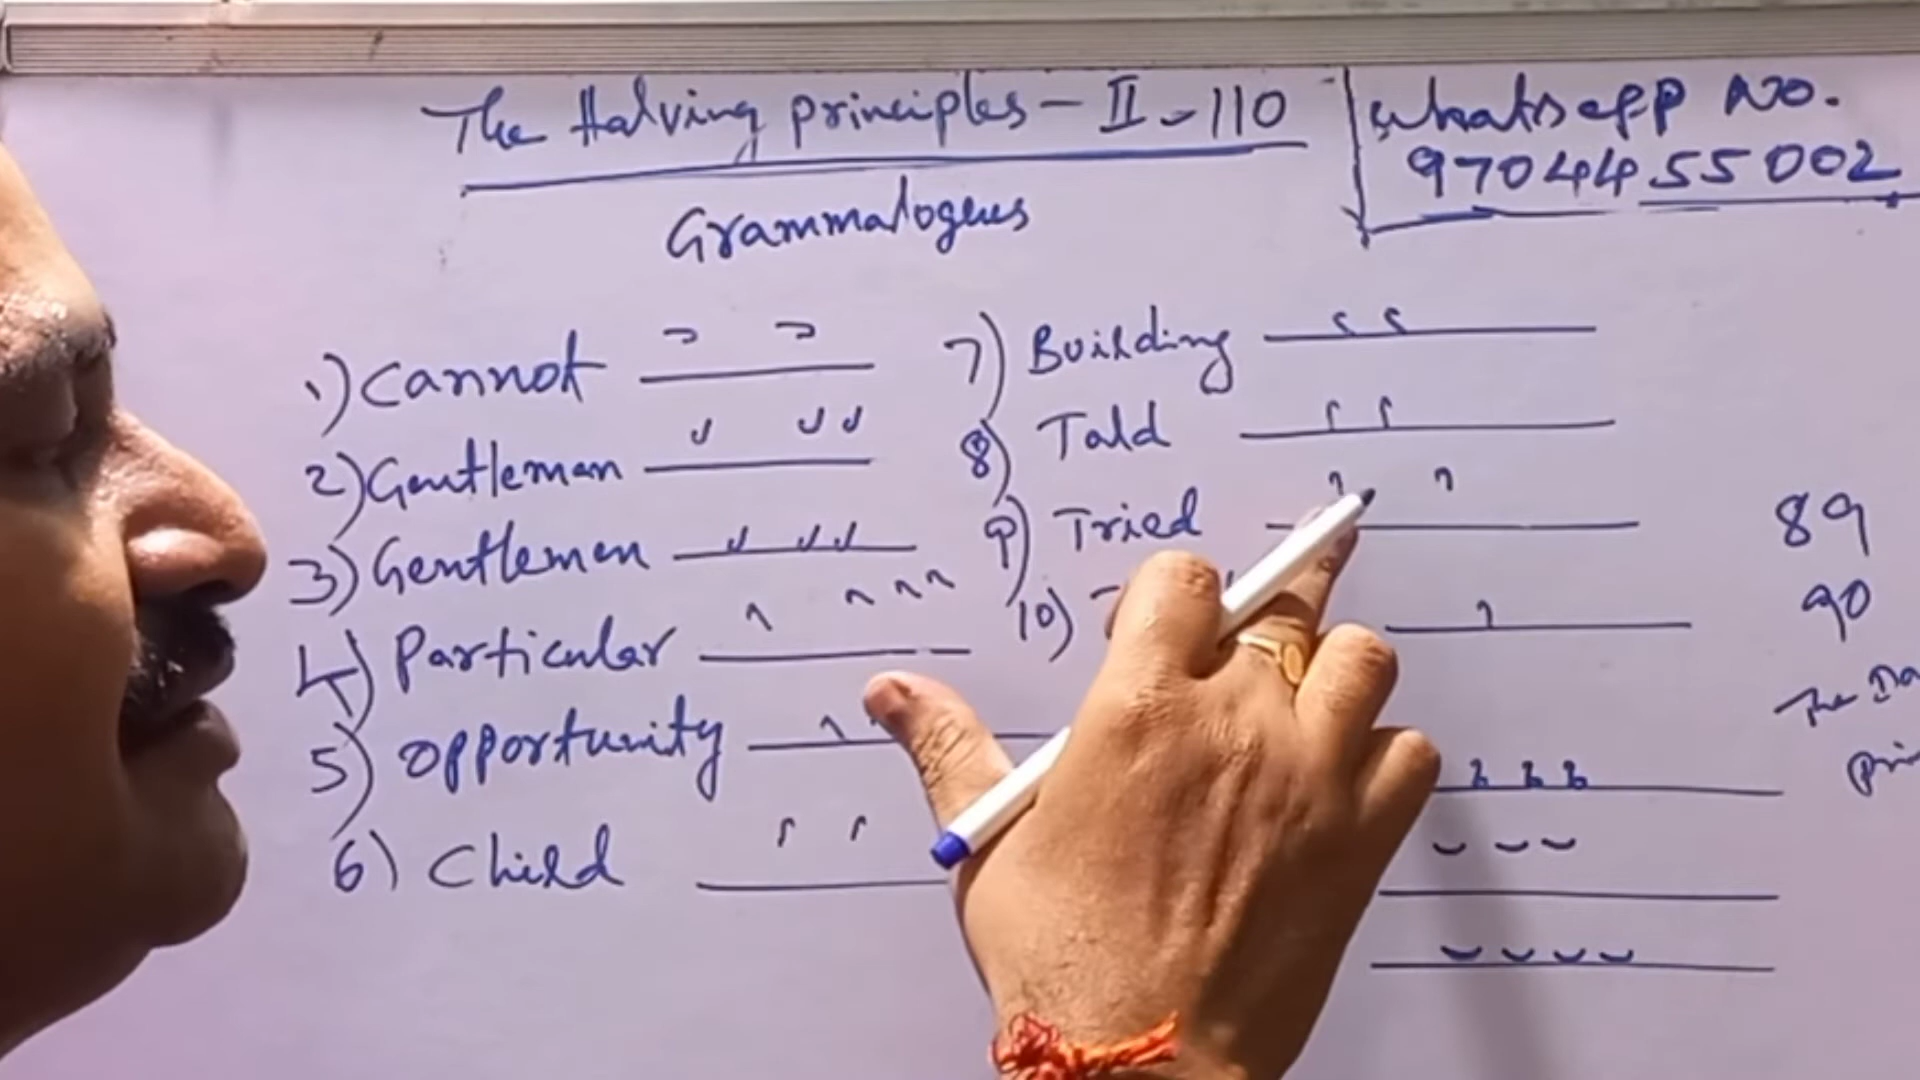 The Halving principles - II - 110
Whatsapp No.
9704455002
Grammalogues
1) Cannot
2) Gentleman
3) Gentlemen
4) Particular
5) Opportunity
6) Child
7) Building
8) Told
9) Tried
10)
89
90
The